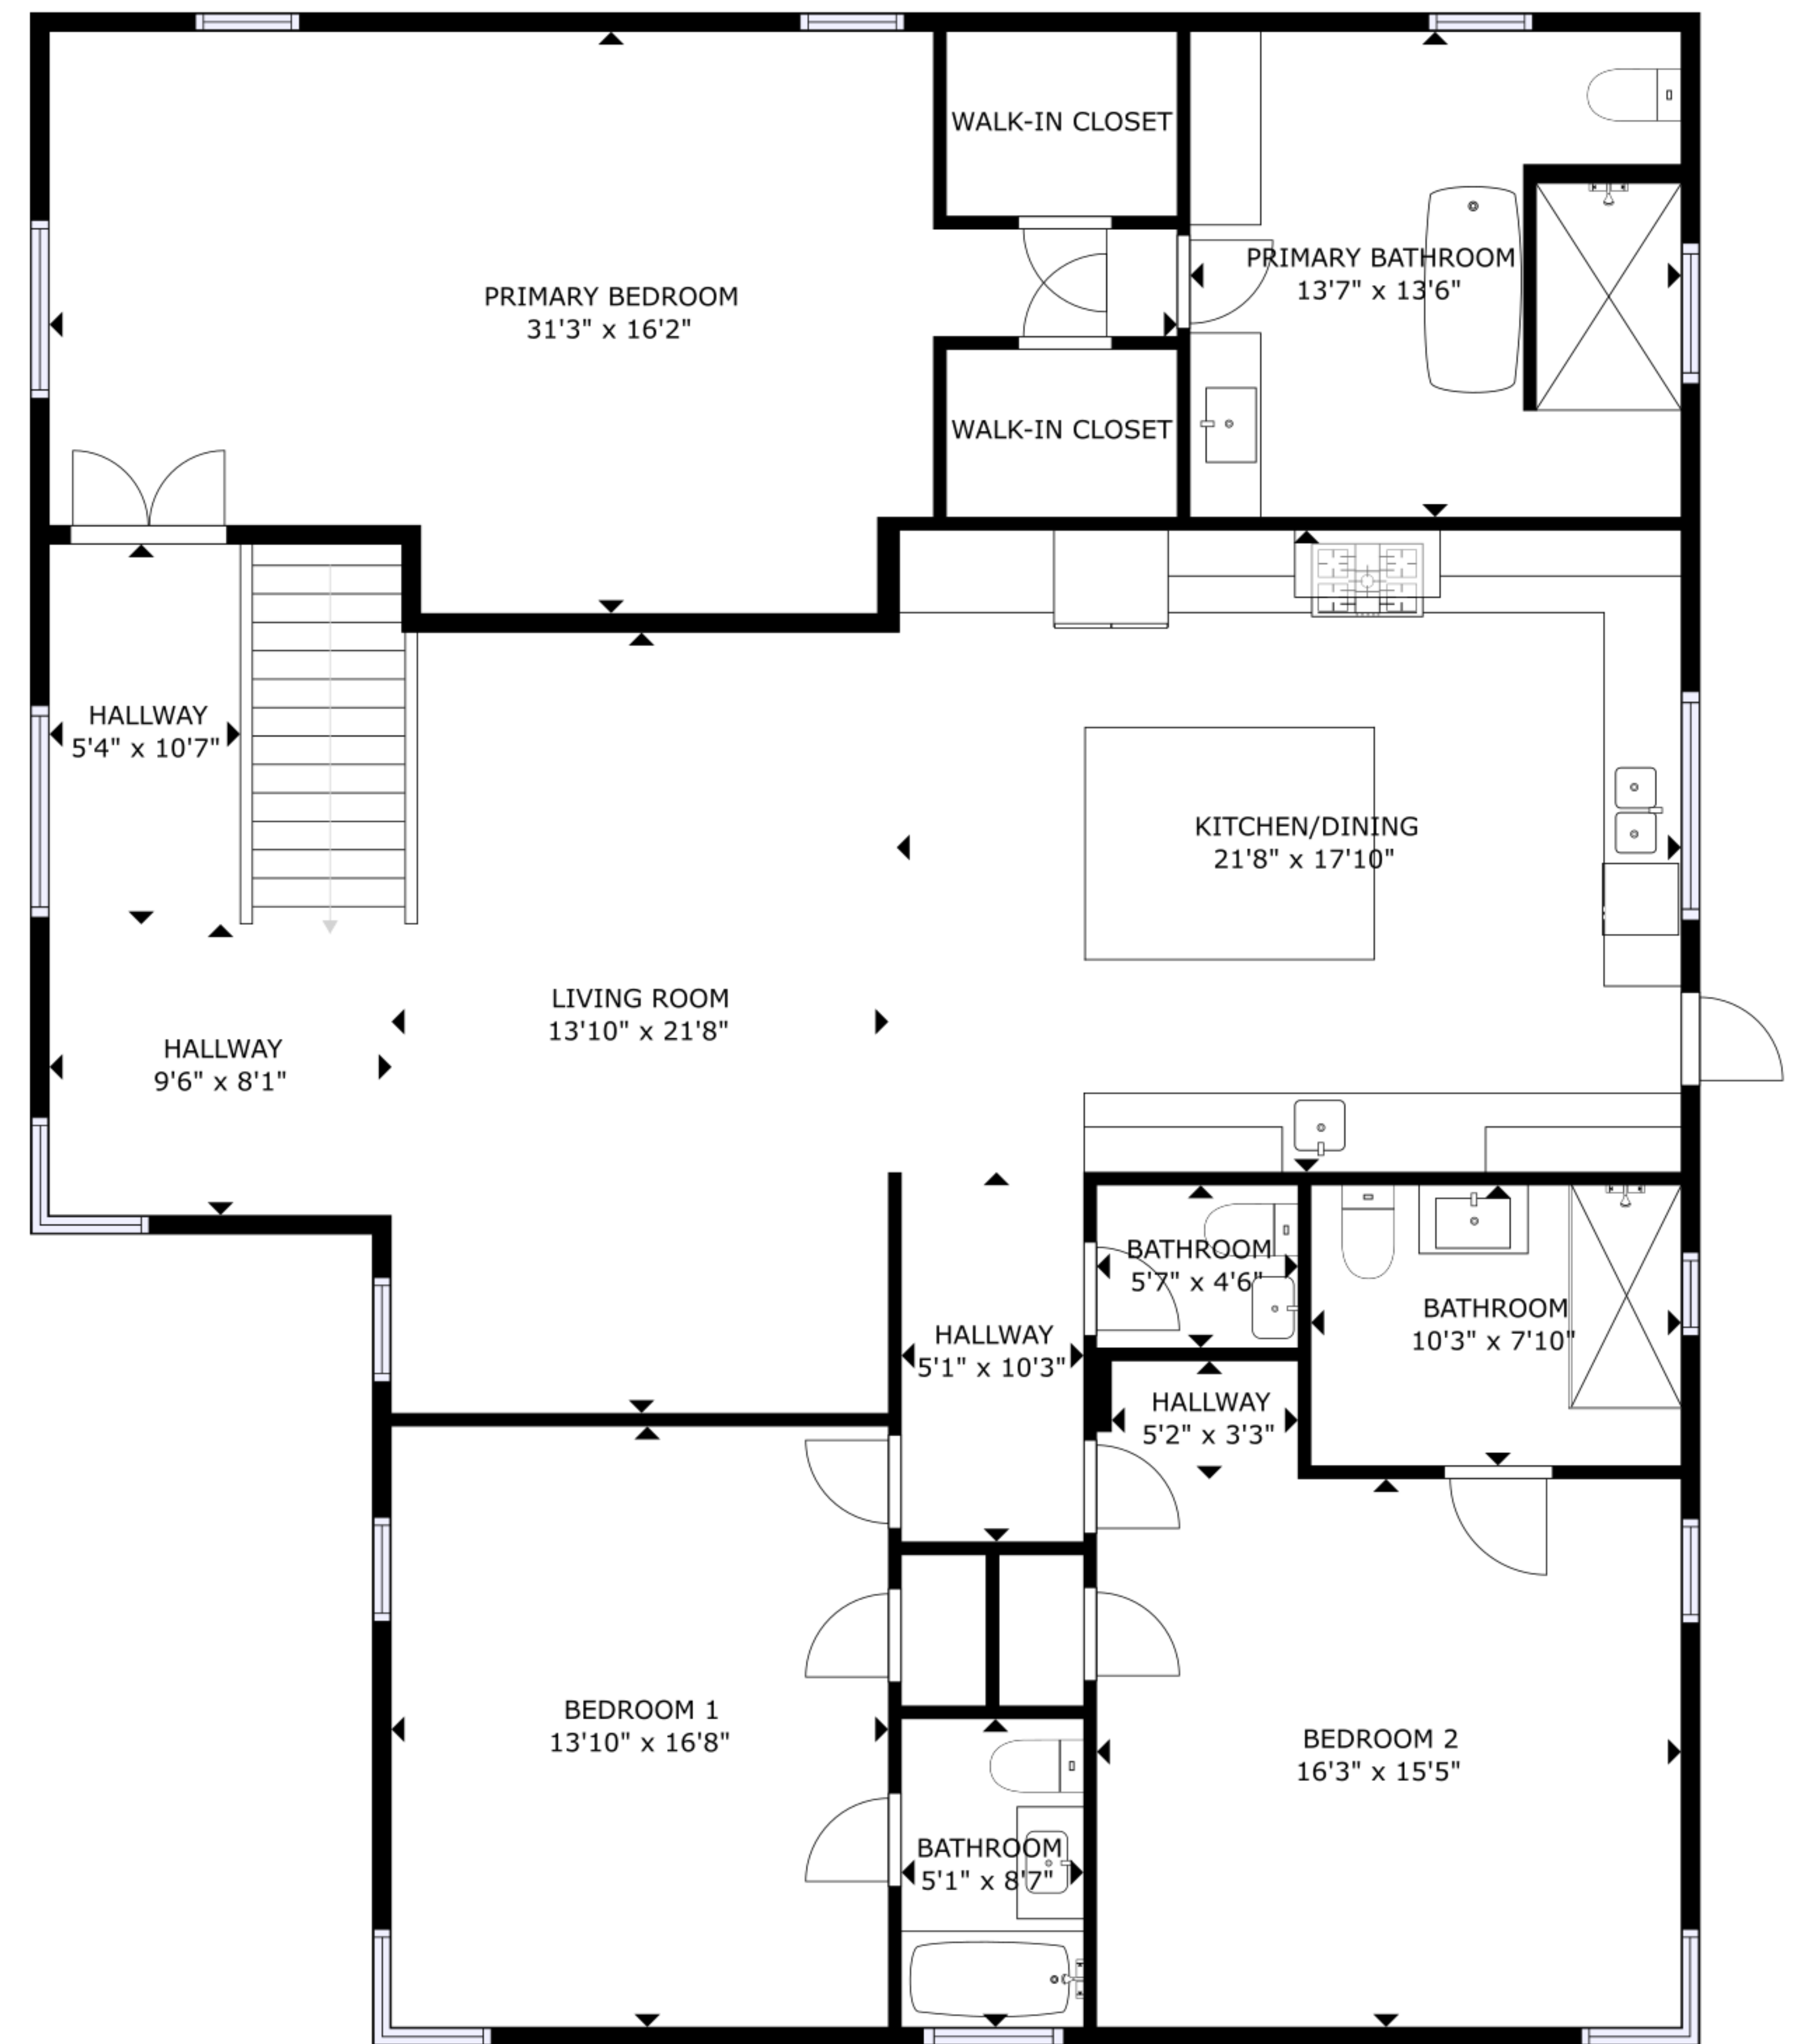 WALK-IN CLOSET
PRIMARY BATHROOM
13'7" x 13'6"
PRIMARY BEDROOM
31'3" x 16'2"
WALK-IN CLOSET
HALLWAY
5'4" x 10'7"
KITCHEN/DINING
21'8" x 17'10"
LIVING ROOM
13'10" x 21'8"
HALLWAY
9'6" x 8'1"
BATHROOM
5'7" x 4'6"
BATHROOM
10'3" x 7'10"
HALLWAY
5'1" x 10'3"
HALLWAY
5'2" x 3'3"
BEDROOM 1
13'10" x 16'8"
BEDROOM 2
16'3" x 15'5"
BATHROOM
5'1" x 8'7"